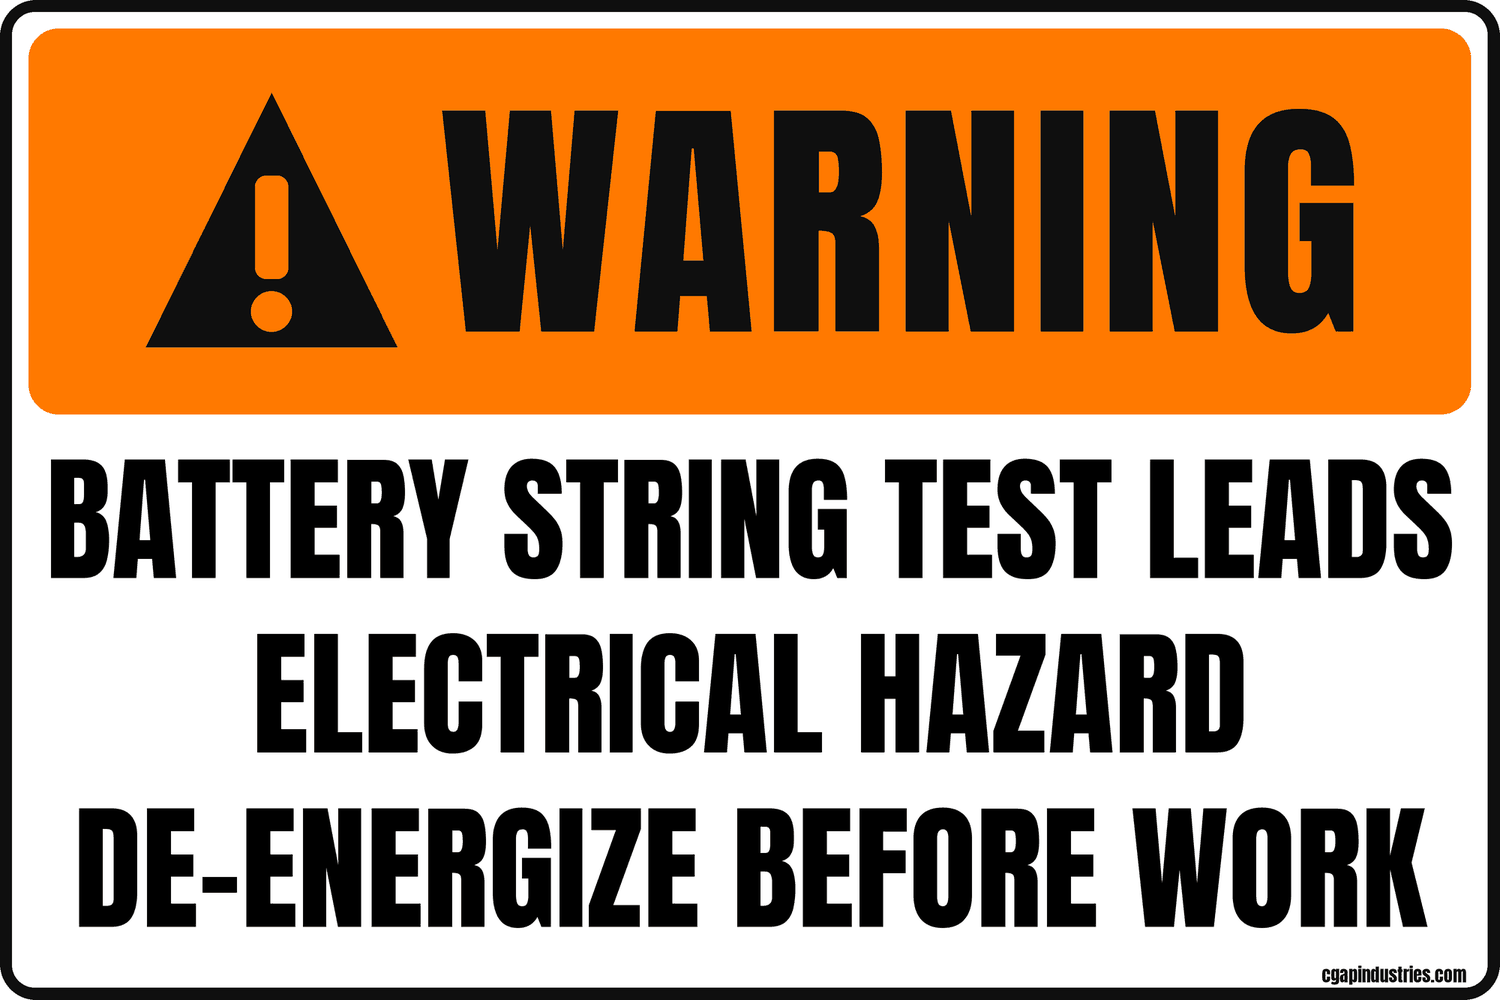 WARNING
BATTERY STRING TEST LEADS
ELECTRICAL HAZARD
DE-ENERGIZE BEFORE WORK
cgapindustries.com